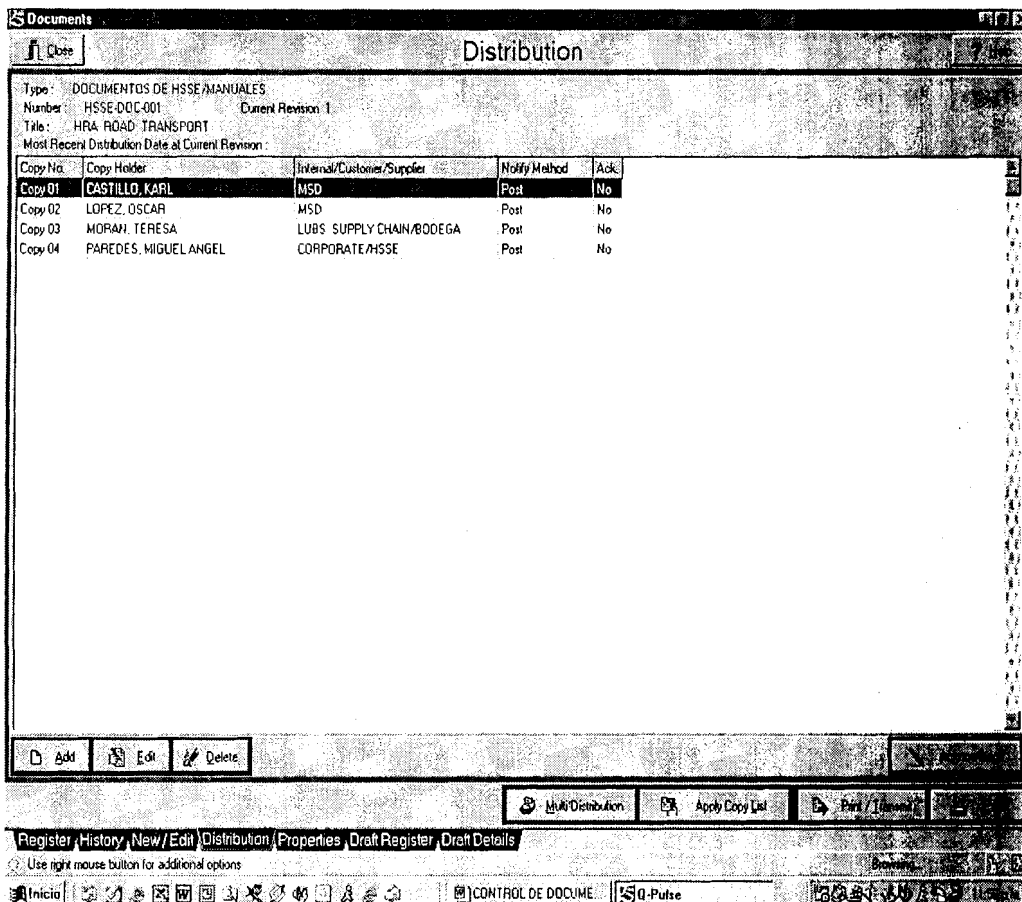 Documents
Close
Distribution
Type : DOCUMENTOS DE HSSE/MANUALES
Number : HSSE-DOC-001 Current Revision 1
Title : HRA ROAD TRANSPORT
Most Recent Distribution Date at Current Revision :
Copy No. Copy Holder Internal/Customer/Supplier Notify Method Ack.
Copy 01 CASTILLO, KARL MSD Post No
Copy 02 LOPEZ, OSCAR MSD Post No
Copy 03 MORAN, TERESA LUBS SUPPLY CHAIN/BODEGA Post No
Copy 04 PAREDES, MIGUEL ANGEL CORPORATE/HSSE Post No
Add Edit Delete
Multi Distribution Apply Copy List Print /
Register History New / Edit Distribution Properties Draft Register Draft Details
Use right mouse button for additional options Browsing...
Inicio CONTROL DE DOCUME... Q-Pulse